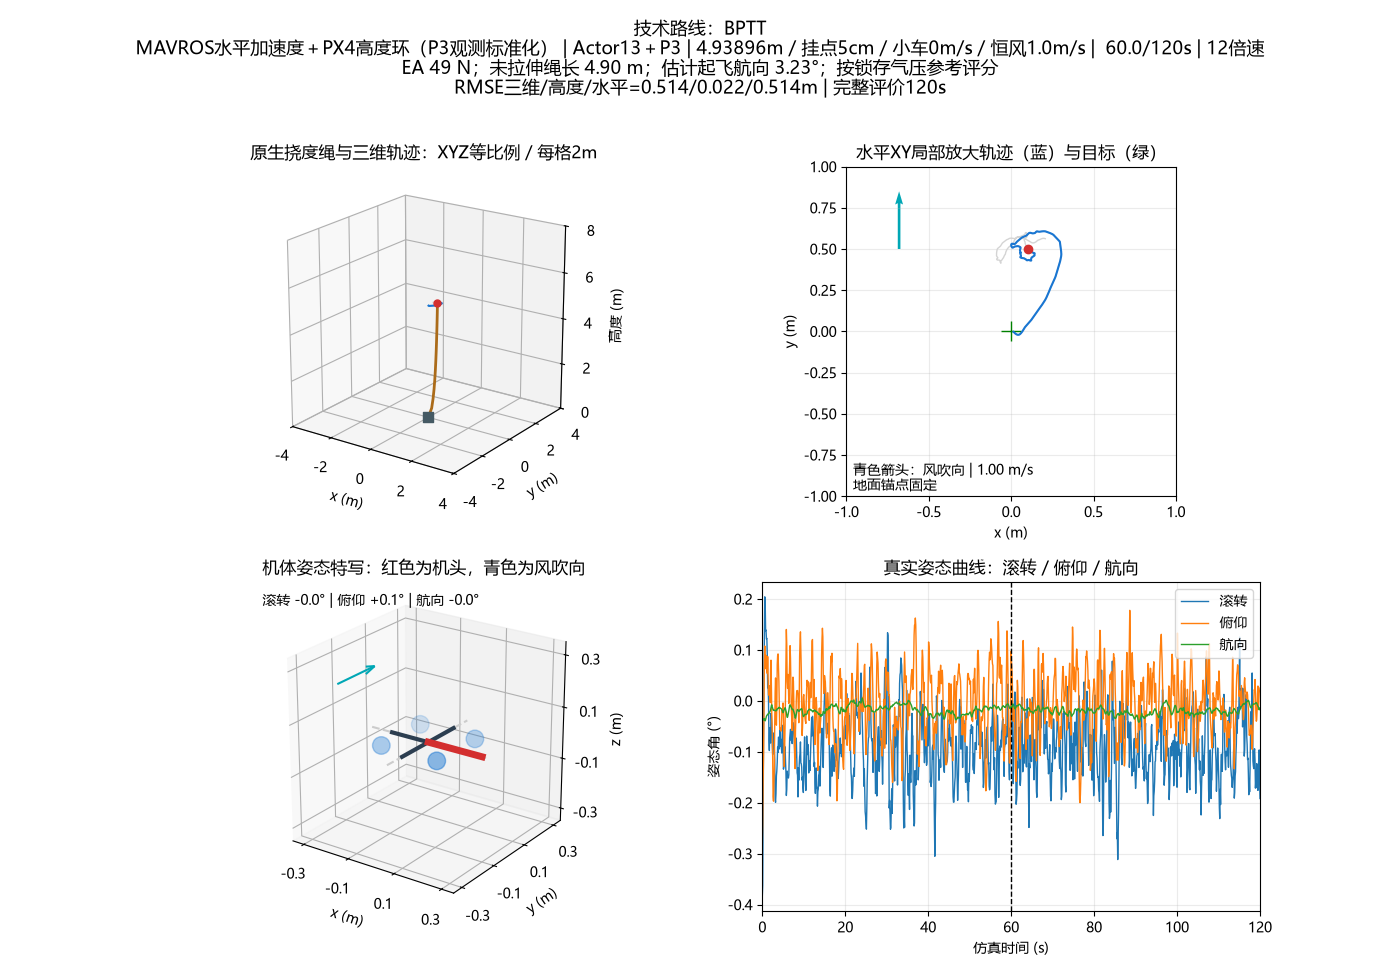 技术路线：BPTT
MAVROS水平加速度＋PX4高度环（P3观测标准化） | Actor13＋P3 | 4.93896m / 挂点5cm / 小车0m/s / 恒风1.0m/s | 60.0/120s | 12倍速
EA 49 N；未拉伸绳长 4.90 m；估计起飞航向 3.23°；按锁存气压参考评分
RMSE三维/高度/水平=0.514/0.022/0.514m | 完整评价120s
原生挠度绳与三维轨迹：XYZ等比例 / 每格2m
8
6
4
2
0
高度 (m)
-4
-2
0
2
4
x (m)
-4
-2
0
2
4
y (m)
水平XY局部放大轨迹（蓝）与目标（绿）
1.00
0.75
0.50
0.25
0.00
-0.25
-0.50
-0.75
-1.00
y (m)
青色箭头：风吹向 | 1.00 m/s
地面锚点固定
-1.0
-0.5
0.0
0.5
1.0
x (m)
机体姿态特写：红色为机头，青色为风吹向
滚转 -0.0° | 俯仰 +0.1° | 航向 -0.0°
0.3
0.1
-0.1
-0.3
z (m)
-0.3
-0.1
0.1
0.3
x (m)
-0.3
-0.1
0.1
0.3
y (m)
真实姿态曲线：滚转 / 俯仰 / 航向
滚转
俯仰
航向
0.2
0.1
0.0
-0.1
-0.2
-0.3
-0.4
姿态角 (°)
0
20
40
60
80
100
120
仿真时间 (s)